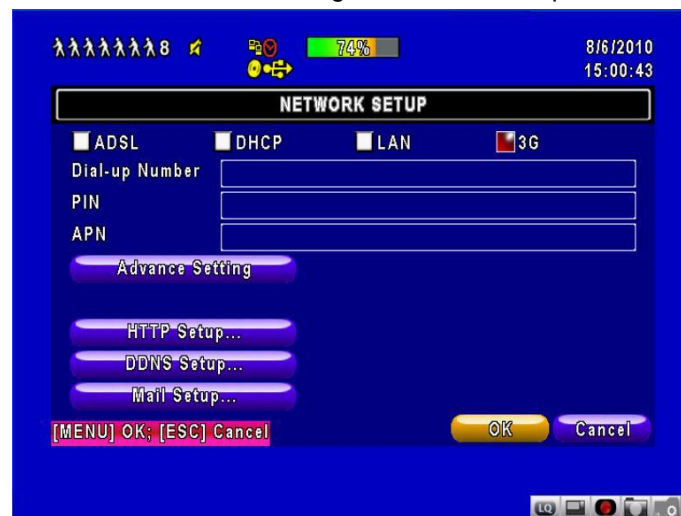 8 74% 8/6/2010
15:00:43
NETWORK SETUP
ADSL DHCP LAN 3G
Dial-up Number
PIN
APN
Advance Setting
HTTP Setup...
DDNS Setup...
Mail Setup...
[MENU] OK; [ESC] Cancel OK Cancel
LQ